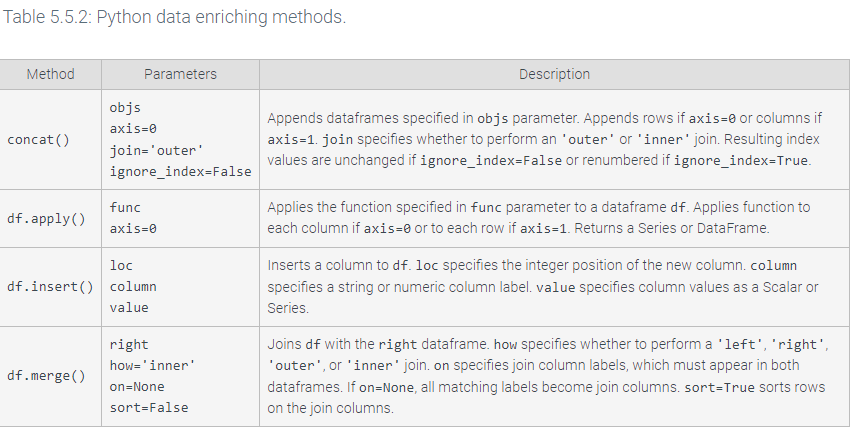 Table 5.5.2: Python data enriching methods.
Method Parameters Description
concat()
objs
axis=0
join='outer'
ignore_index=False
Appends dataframes specified in objs parameter. Appends rows if axis=0 or columns if
axis=1. join specifies whether to perform an 'outer' or 'inner' join. Resulting index
values are unchanged if ignore_index=False or renumbered if ignore_index=True.
df.apply()
func
axis=0
Applies the function specified in func parameter to a dataframe df. Applies function to
each column if axis=0 or to each row if axis=1. Returns a Series or DataFrame.
df.insert()
loc
column
value
Inserts a column to df. loc specifies the integer position of the new column. column
specifies a string or numeric column label. value specifies column values as a Scalar or
Series.
df.merge()
right
how='inner'
on=None
sort=False
Joins df with the right dataframe. how specifies whether to perform a 'left', 'right',
'outer', or 'inner' join. on specifies join column labels, which must appear in both
dataframes. If on=None, all matching labels become join columns. sort=True sorts rows
on the join columns.